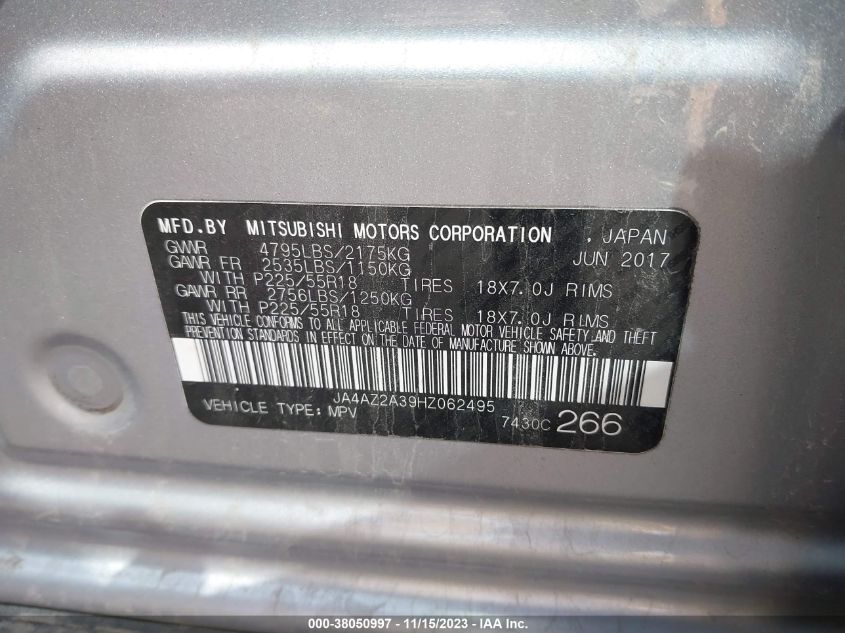 MFD.BY MITSUBISHI MOTORS CORPORATION , JAPAN
GVWR 4795LBS/2175KG JUN 2017
GAWR FR 2535LBS/1150KG
WITH P225/55R18 TIRES 18X7.0J RIMS
GAWR RR 2756LBS/1250KG
WITH P225/55R18 TIRES 18X7.0J RIMS
THIS VEHICLE CONFORMS TO ALL APPLICABLE FEDERAL MOTOR VEHICLE SAFETY AND THEFT
PREVENTION STANDARDS IN EFFECT ON THE DATE OF MANUFACTURE SHOWN ABOVE.
JA4AZ2A39HZ062495
VEHICLE TYPE: MPV 7430C 266
000-38050997 - 11/15/2023 - IAA Inc.